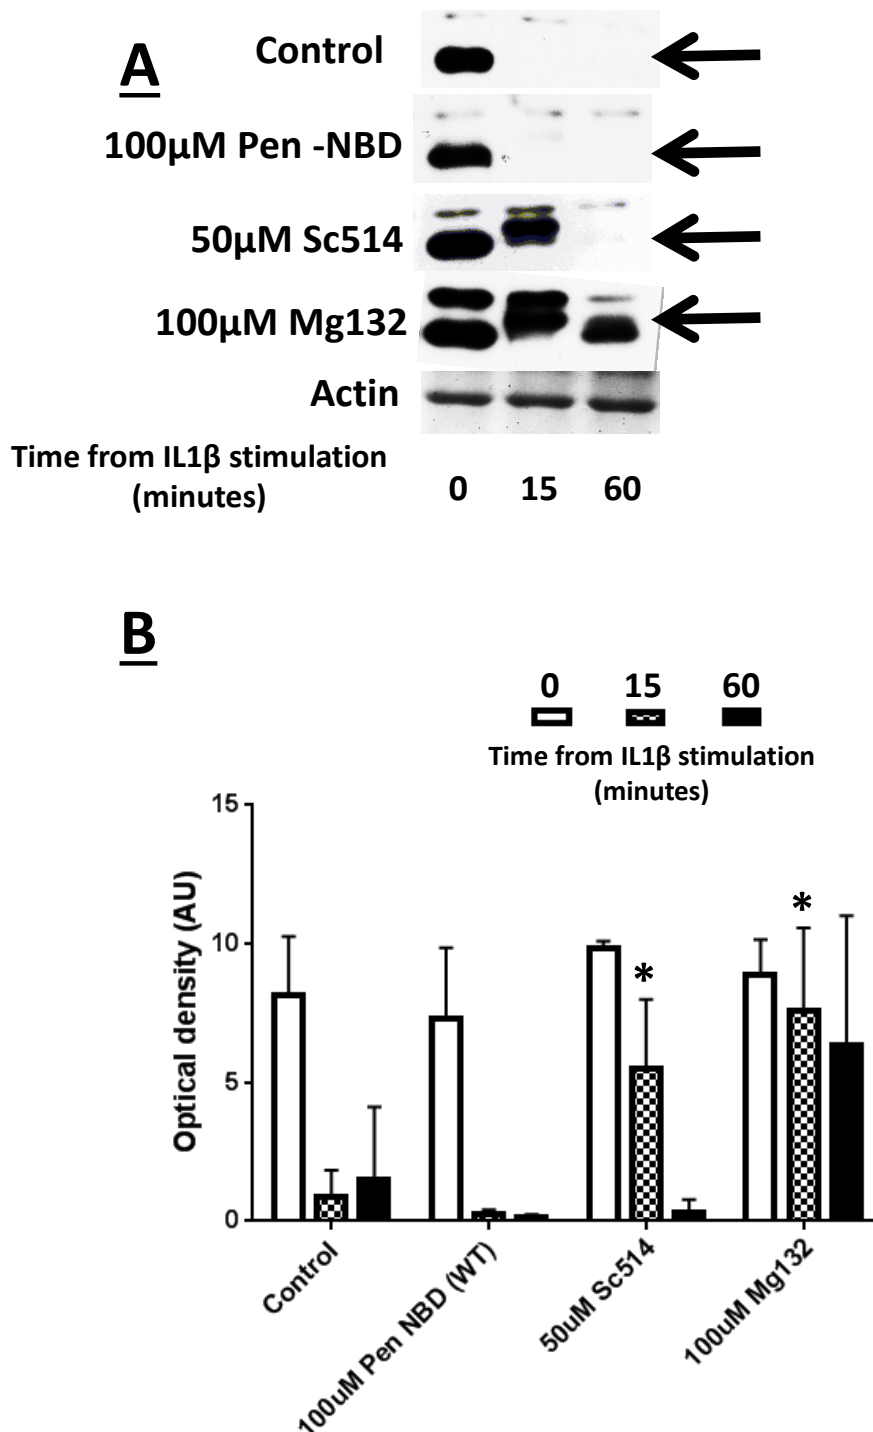 A
Control
100µM Pen -NBD
50µM Sc514
100µM Mg132
Actin
Time from IL1β stimulation
(minutes)
0 15 60
B
0 15 60
Time from IL1β stimulation
(minutes)
Optical density (AU)
15
10
5
0
*
*
Control
100uM Pen NBD (WT)
50uM Sc514
100uM Mg132